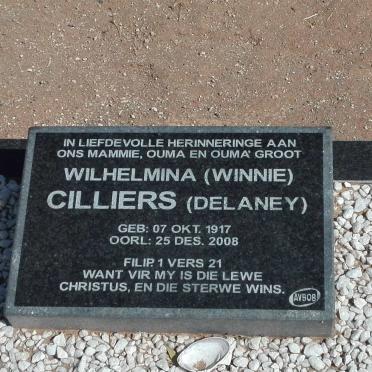 IN LIEFDEVOLLE HERINNERINGE AAN
ONS MAMMIE, OUMA EN OUMA GROOT
WILHELMINA (WINNIE)
CILLIERS (DELANEY)
GEB: 07 OKT. 1917
OORL: 25 DES. 2008
FILIP. 1 VERS 21
WANT VIR MY IS DIE LEWE
CHRISTUS, EN DIE STERWE WINS.
AVBOB